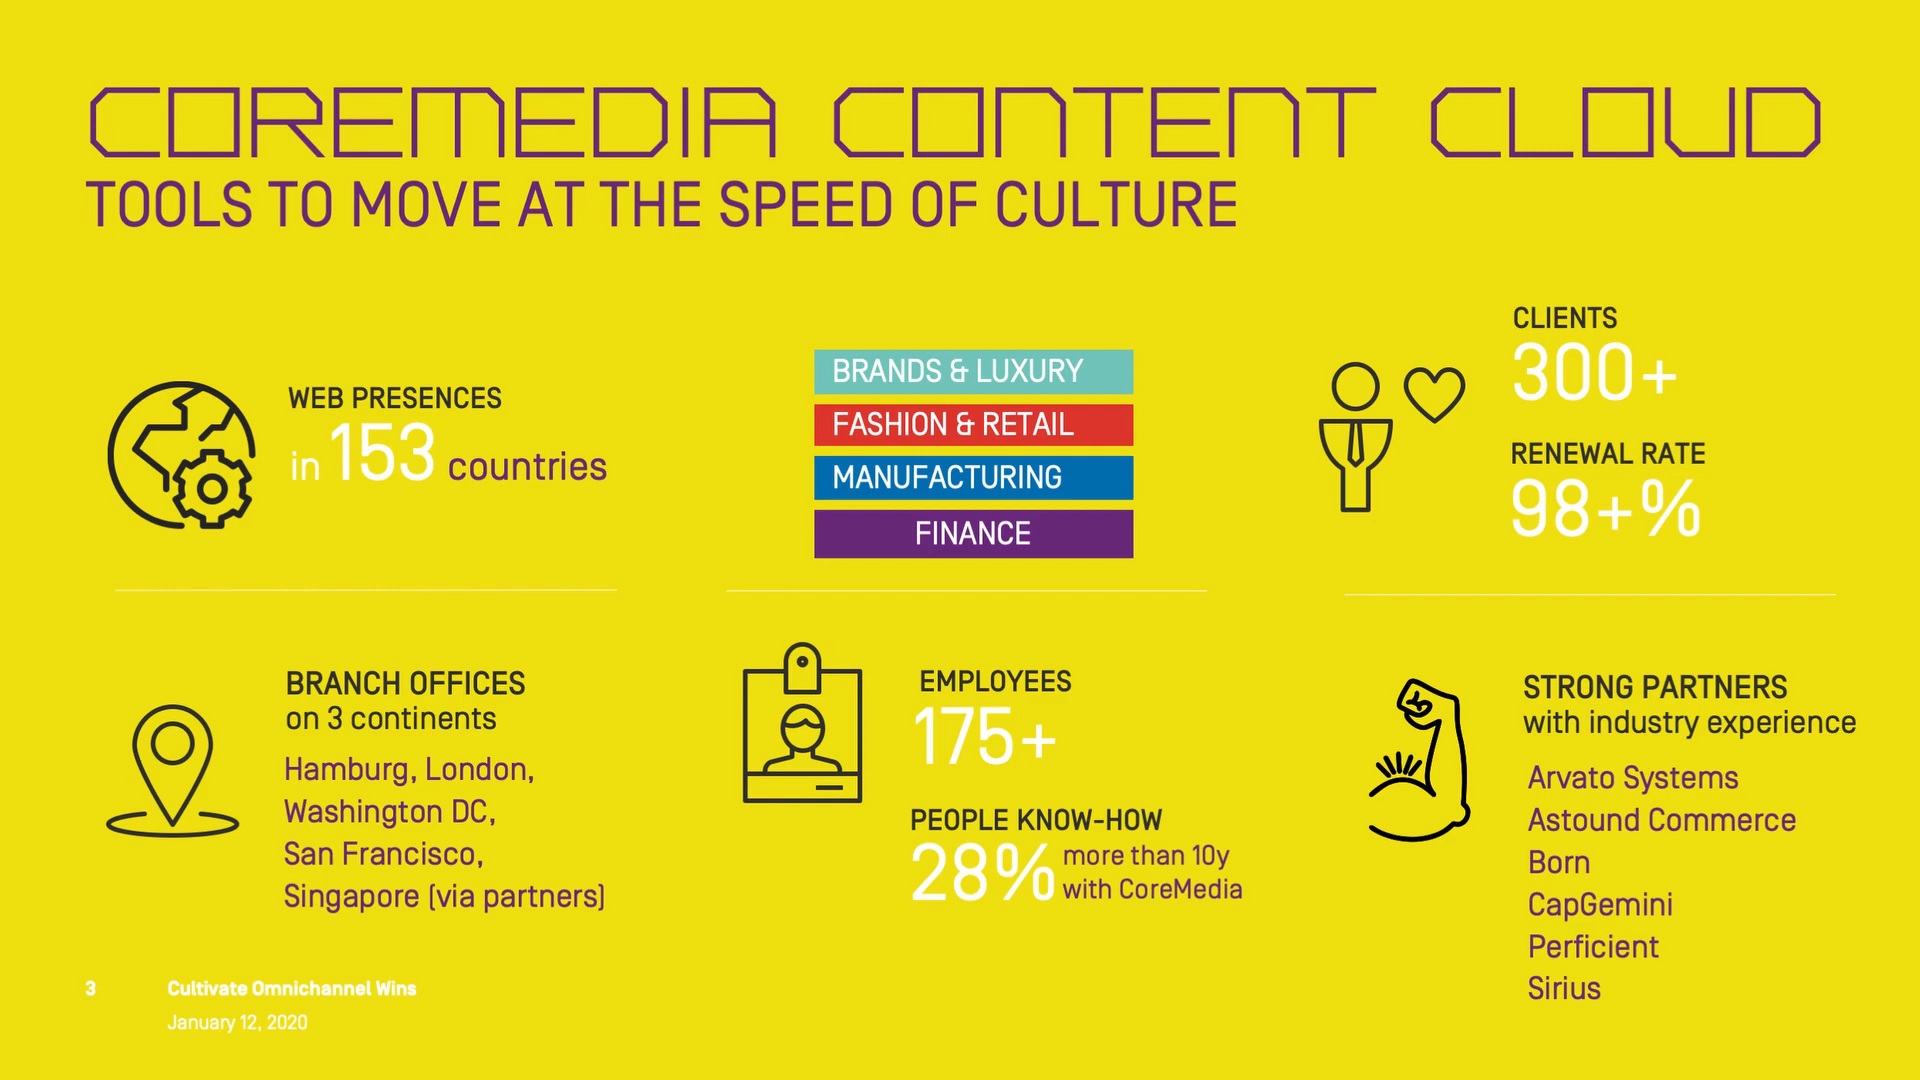 COREMEDIA CONTENT CLOUD
TOOLS TO MOVE AT THE SPEED OF CULTURE
WEB PRESENCES
in 153 countries
BRANDS & LUXURY
FASHION & RETAIL
MANUFACTURING
FINANCE
CLIENTS
300+
RENEWAL RATE
98+%
BRANCH OFFICES
on 3 continents
Hamburg, London,
Washington DC,
San Francisco,
Singapore (via partners)
EMPLOYEES
175+
PEOPLE KNOW-HOW
28% more than 10y
with CoreMedia
STRONG PARTNERS
with industry experience
Arvato Systems
Astound Commerce
Born
CapGemini
Perficient
Sirius
3 Cultivate Omnichannel Wins
January 12, 2020